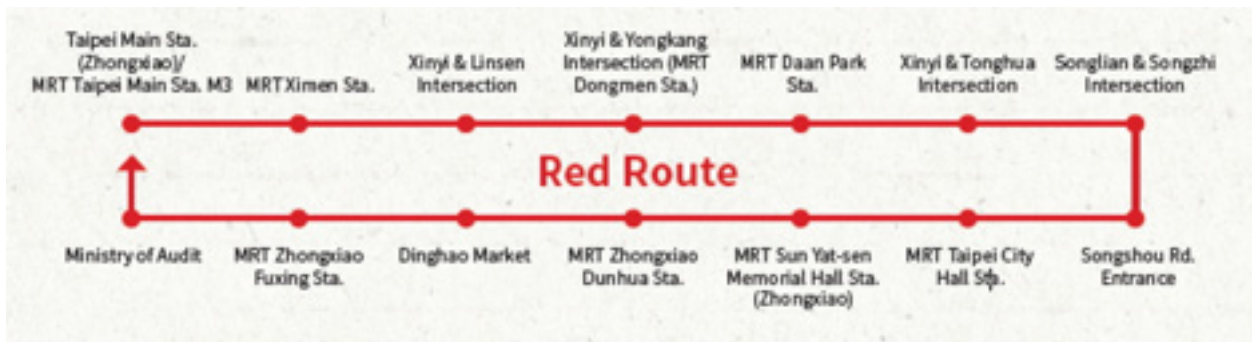 Taipei Main Sta.
(Zhongxiao)/
MRT Taipei Main Sta. M3
MRT Ximen Sta.
Xinyi & Linsen
Intersection
Xinyi & Yongkang
Intersection (MRT
Dongmen Sta.)
MRT Daan Park
Sta.
Xinyi & Tonghua
Intersection
Songlian & Songzhi
Intersection
Red Route
Ministry of Audit
MRT Zhongxiao
Fuxing Sta.
Dinghao Market
MRT Zhongxiao
Dunhua Sta.
MRT Sun Yat-sen
Memorial Hall Sta.
(Zhongxiao)
MRT Taipei City
Hall Sta.
Songshou Rd.
Entrance